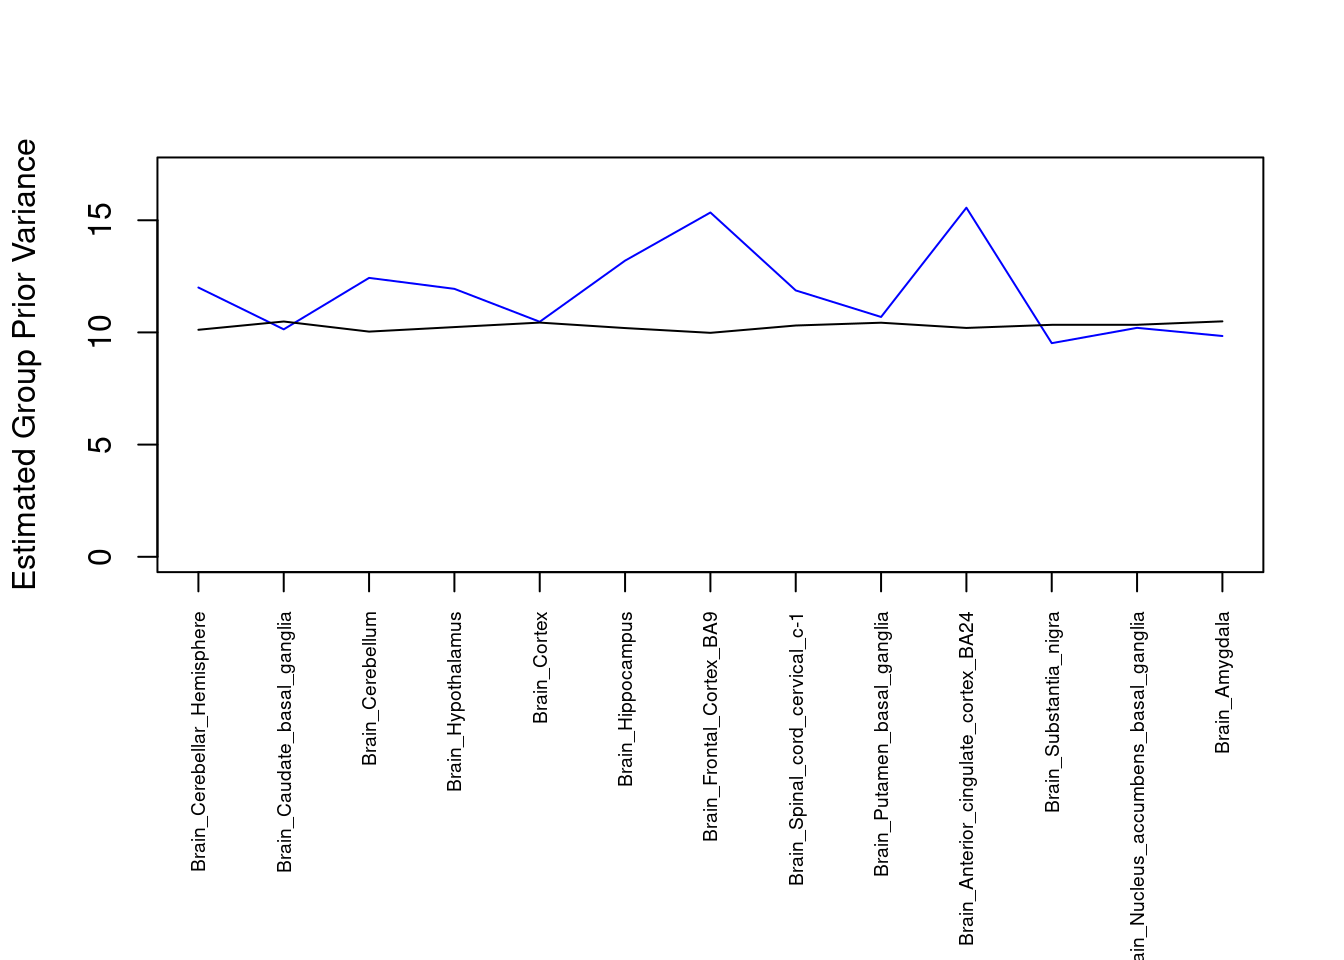 Estimated Group Prior Variance
15
10
5
0
Brain_Cerebellar_Hemisphere
Brain_Caudate_basal_ganglia
Brain_Cerebellum
Brain_Hypothalamus
Brain_Cortex
Brain_Hippocampus
Brain_Frontal_Cortex_BA9
Brain_Spinal_cord_cervical_c-1
Brain_Putamen_basal_ganglia
Brain_Anterior_cingulate_cortex_BA24
Brain_Substantia_nigra
ain_Nucleus_accumbens_basal_ganglia
Brain_Amygdala